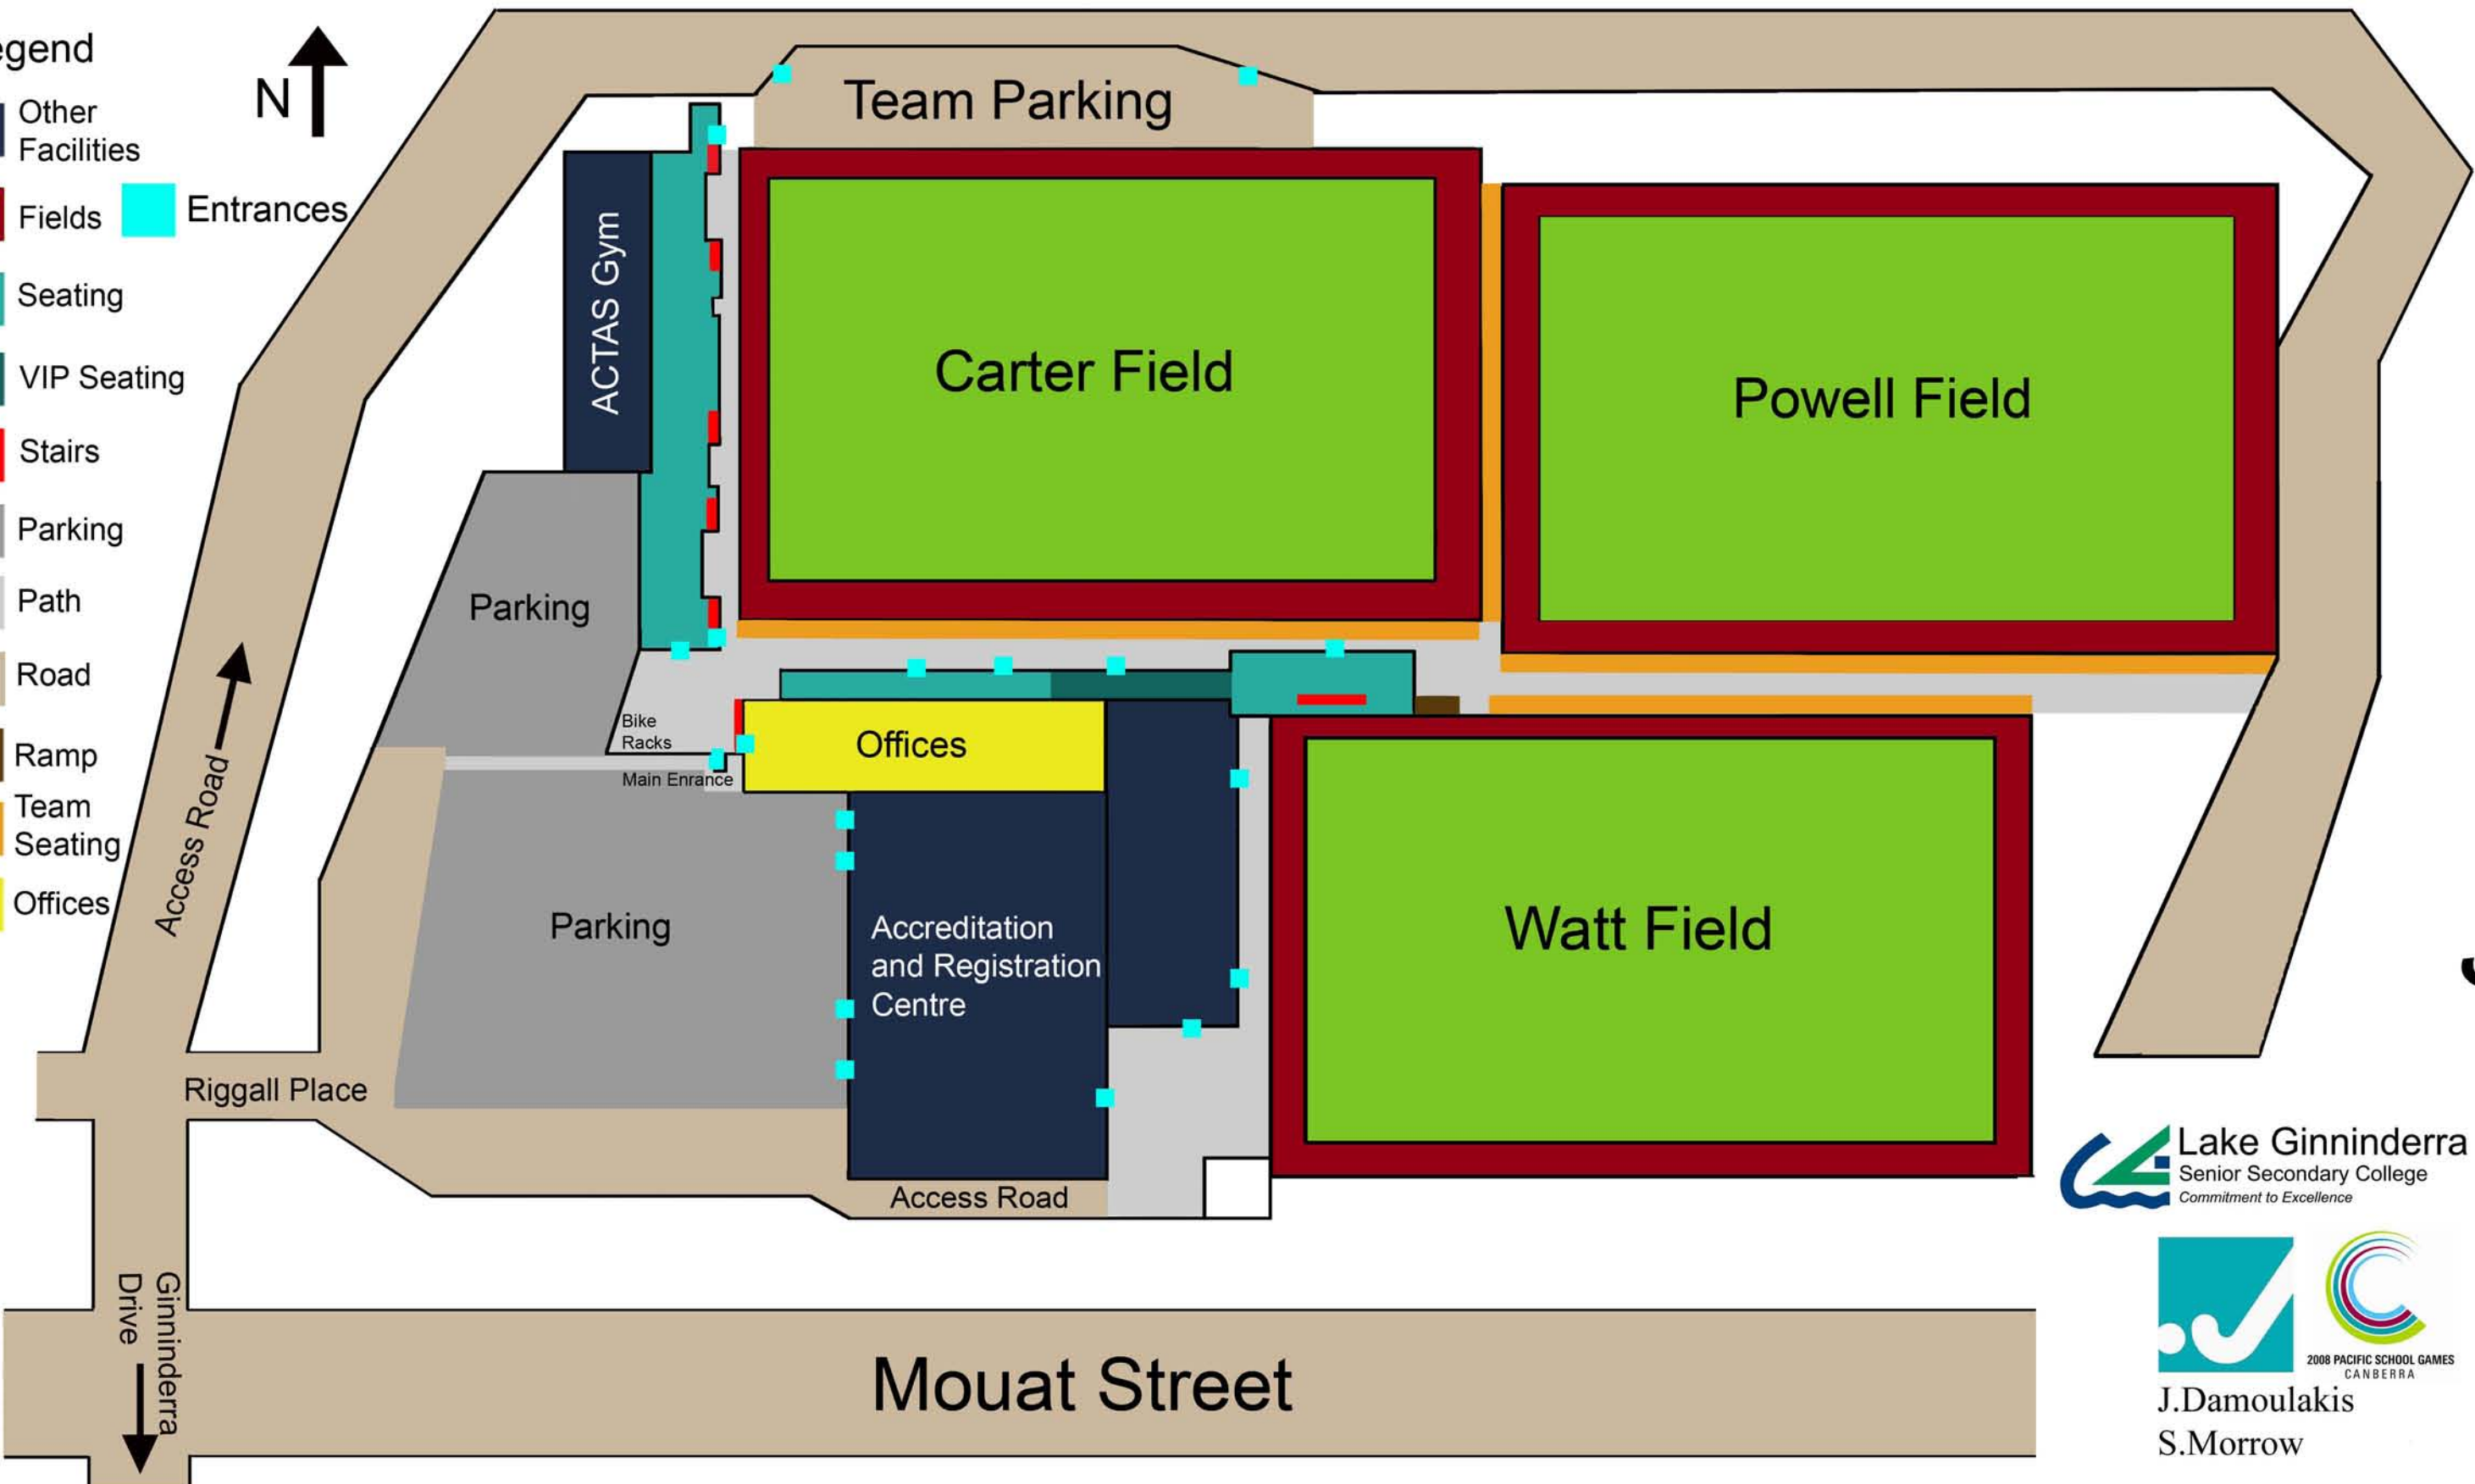 egend
N
Other
Facilities
Fields
Entrances
Seating
VIP Seating
Stairs
Parking
Path
Road
Ramp
Team
Seating
Offices
Team Parking
ACTAS Gym
Carter Field
Powell Field
Parking
Bike
Racks
Offices
Main Enrance
Access Road
Parking
Accreditation
and Registration
Centre
Watt Field
Riggall Place
Access Road
Ginninderra
Drive
Mouat Street
Lake Ginninderra
Senior Secondary College
Commitment to Excellence
2008 PACIFIC SCHOOL GAMES
CANBERRA
J.Damoulakis
S.Morrow